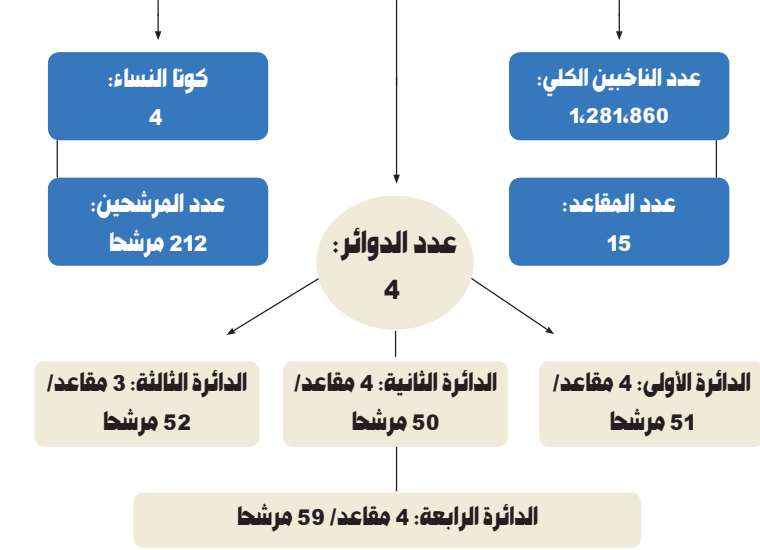 عدد الناخبين الكلي:
1،281،860
كوتا النساء:
4
عدد المقاعد:
15
عدد المرشحين:
212 مرشحا
عدد الدوائر:
4
الدائرة الأولى: 4 مقاعد/
51 مرشحا
الدائرة الثانية: 4 مقاعد/
50 مرشحا
الدائرة الثالثة: 3 مقاعد/
52 مرشحا
الدائرة الرابعة: 4 مقاعد/ 59 مرشحا